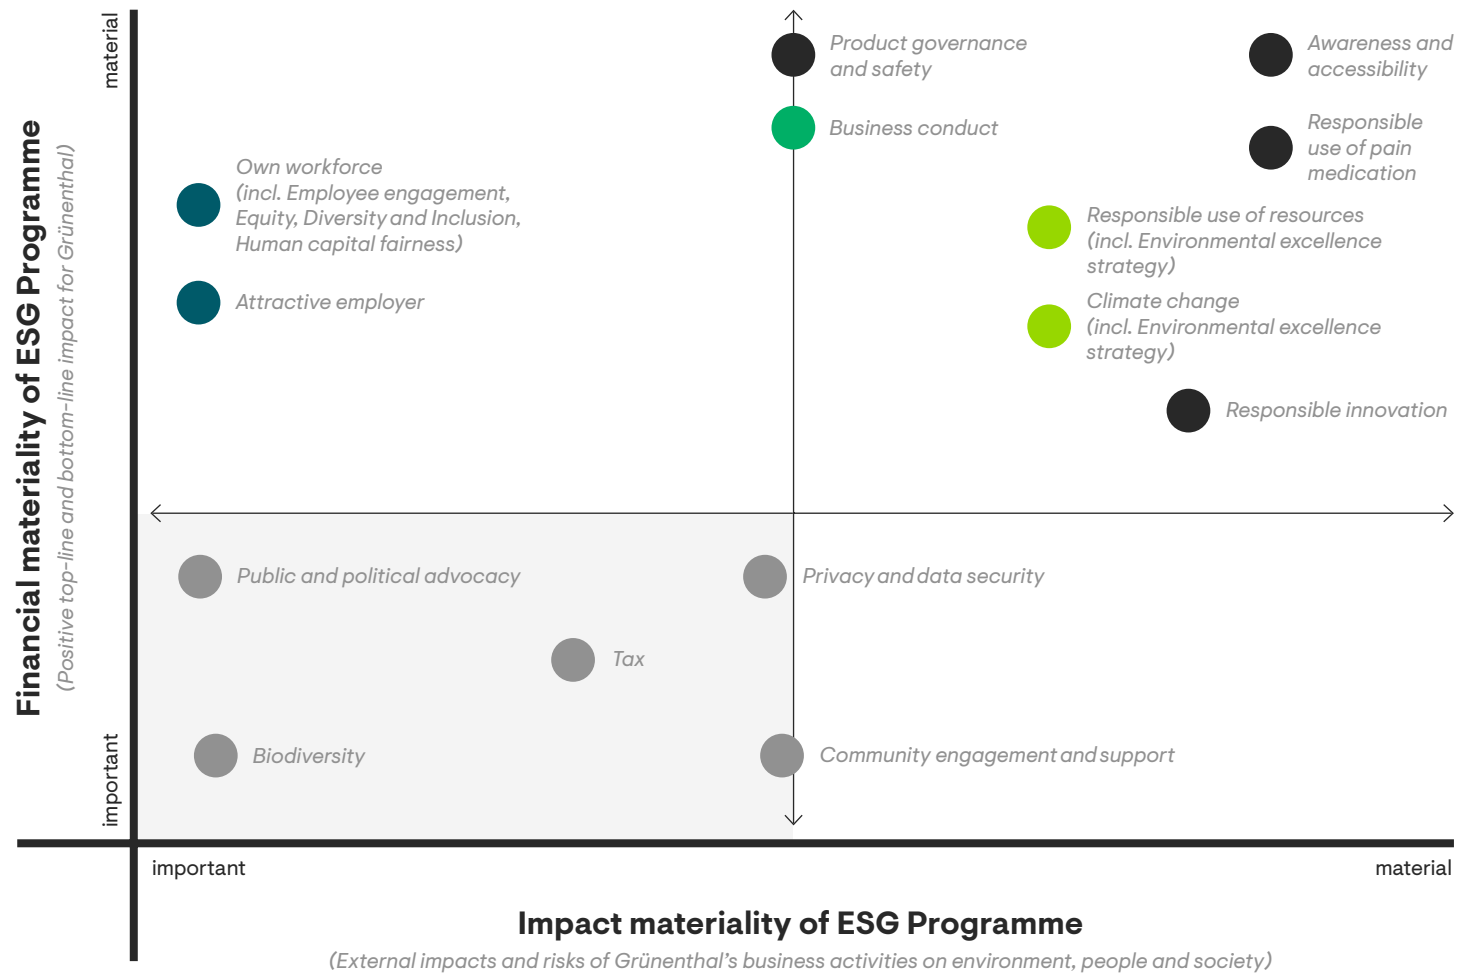 material
Financial materiality of ESG Programme
(Positive top-line and bottom-line impact for Grünenthal)
important
Product governance
and safety
Awareness and
accessibility
Business conduct
Responsible
use of pain
medication
Own workforce
(incl. Employee engagement,
Equity, Diversity and Inclusion,
Human capital fairness)
Responsible use of resources
(incl. Environmental excellence
strategy)
Attractive employer
Climate change
(incl. Environmental excellence
strategy)
Responsible innovation
Public and political advocacy
Privacy and data security
Tax
Biodiversity
Community engagement and support
important
material
Impact materiality of ESG Programme
(External impacts and risks of Grünenthal’s business activities on environment, people and society)